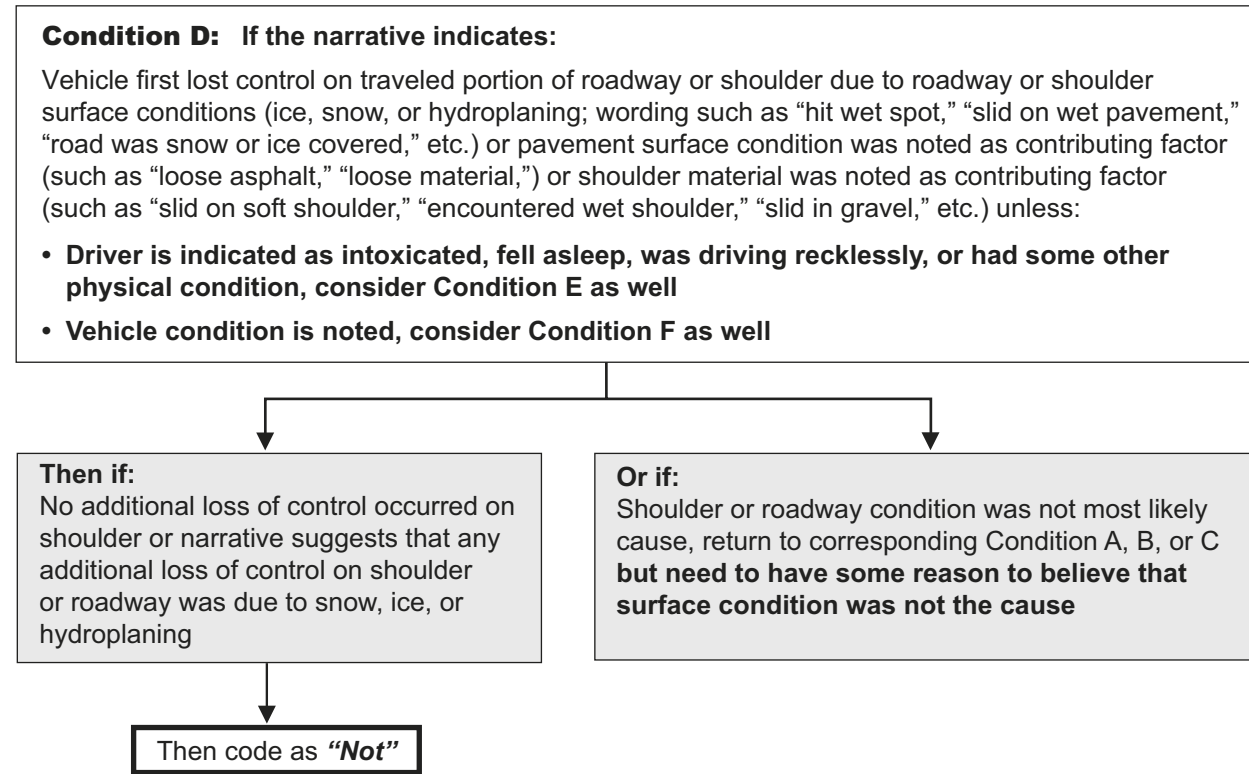 Condition D: If the narrative indicates:
Vehicle first lost control on traveled portion of roadway or shoulder due to roadway or shoulder
surface conditions (ice, snow, or hydroplaning; wording such as “hit wet spot,” “slid on wet pavement,”
“road was snow or ice covered,” etc.) or pavement surface condition was noted as contributing factor
(such as “loose asphalt,” “loose material,”) or shoulder material was noted as contributing factor
(such as “slid on soft shoulder,” “encountered wet shoulder,” “slid in gravel,” etc.) unless:
• Driver is indicated as intoxicated, fell asleep, was driving recklessly, or had some other
physical condition, consider Condition E as well
• Vehicle condition is noted, consider Condition F as well
Then if:
No additional loss of control occurred on
shoulder or narrative suggests that any
additional loss of control on shoulder
or roadway was due to snow, ice, or
hydroplaning
Or if:
Shoulder or roadway condition was not most likely
cause, return to corresponding Condition A, B, or C
but need to have some reason to believe that
surface condition was not the cause
Then code as “Not”